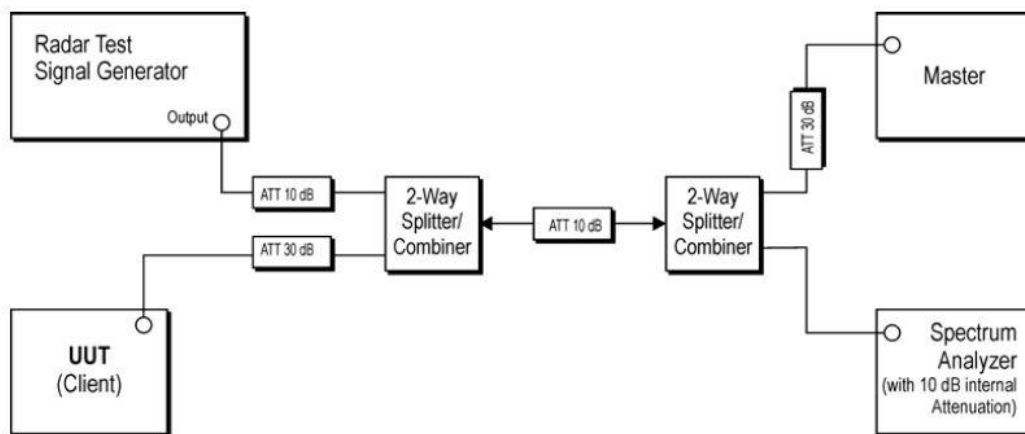 Radar Test
Signal Generator
Output
Master
ATT 30 dB
ATT 10 dB
2-Way
Splitter/
Combiner
ATT 10 dB
2-Way
Splitter/
Combiner
ATT 30 dB
UUT
(Client)
Spectrum
Analyzer
(with 10 dB internal
Attenuation)